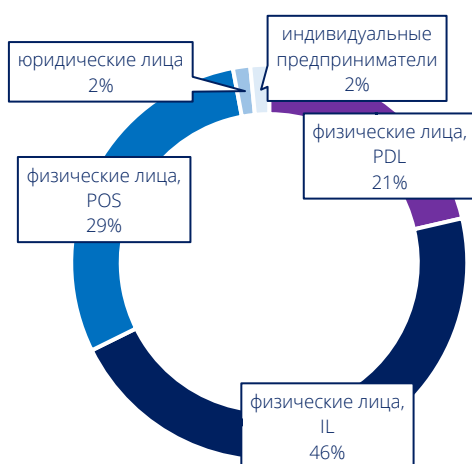 юридические лица
2%
индивидуальные
предприниматели
2%
физические лица,
PDL
21%
физические лица,
POS
29%
физические лица,
IL
46%